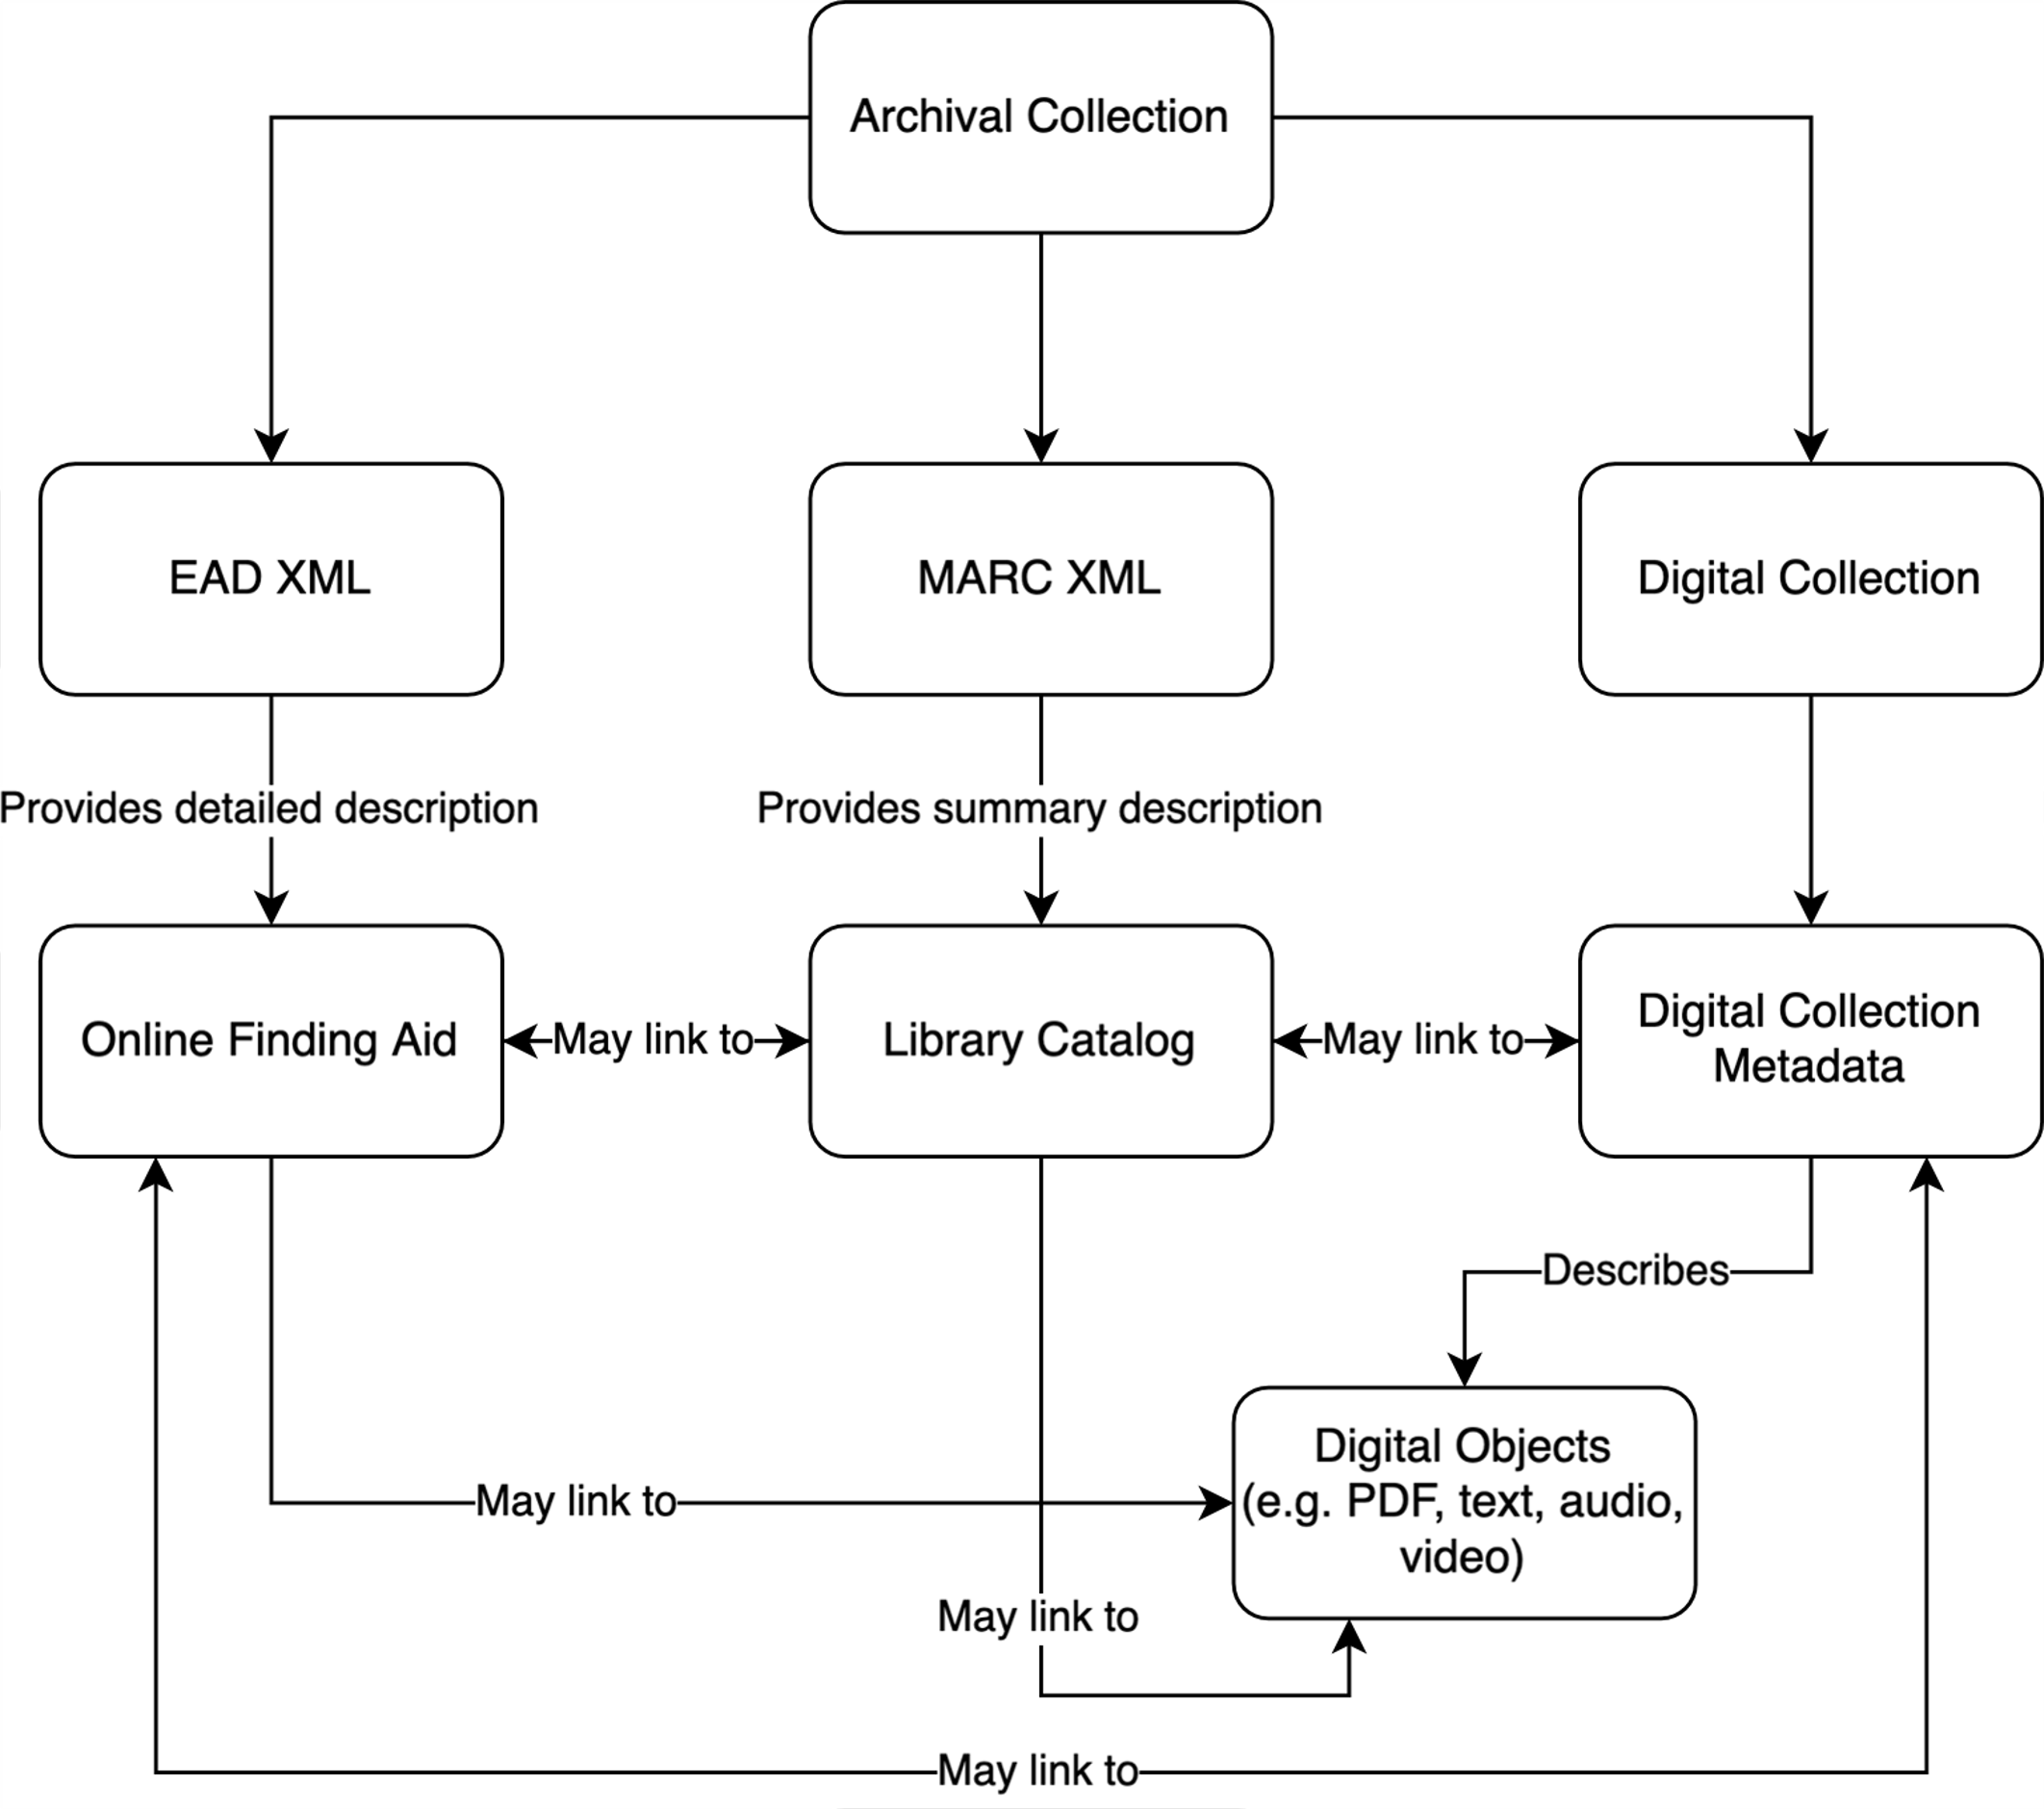 Archival Collection
EAD XML
MARC XML
Digital Collection
Provides detailed description
Provides summary description
Online Finding Aid
May link to
Library Catalog
May link to
Digital Collection
Metadata
Describes
Digital Objects
(e.g. PDF, text, audio,
video)
May link to
May link to
May link to